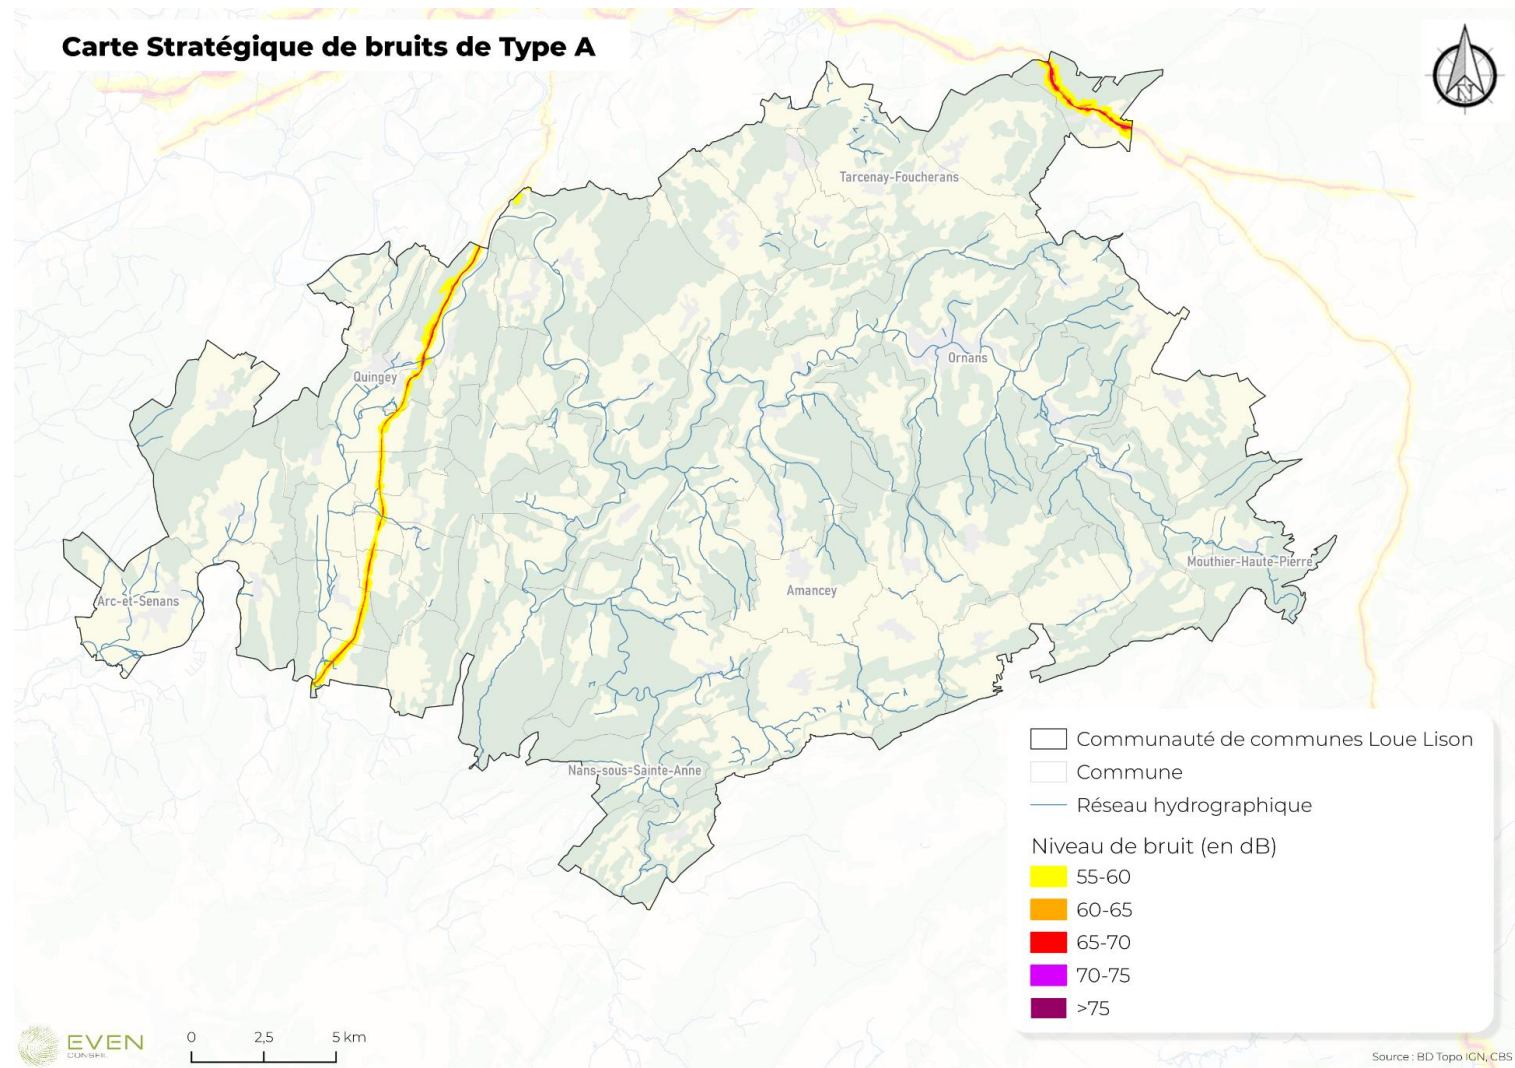 Carte Stratégique de bruits de Type A
N
Tarcenay-Foucherans
Ornans
Quingey
Mouthier-Haute-Pierre
Arc-et-Senans
Amancey
Nans-sous-Sainte-Anne
Communauté de communes Loue Lison
Commune
Réseau hydrographique
Niveau de bruit (en dB)
55-60
60-65
65-70
70-75
>75
EVEN
CONSEIL
0 2,5 5 km
Source : BD Topo IGN, CBS